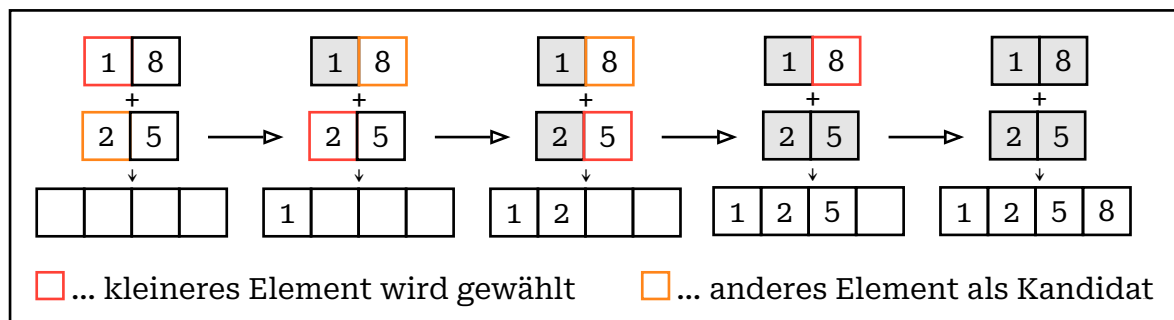 1 8 1 8 1 8 1 8 1 8
+ + + + +
2 5 2 5 2 5 2 5 2 5
1 1 2 1 2 5 1 2 5 8
... kleineres Element wird gewählt
... anderes Element als Kandidat